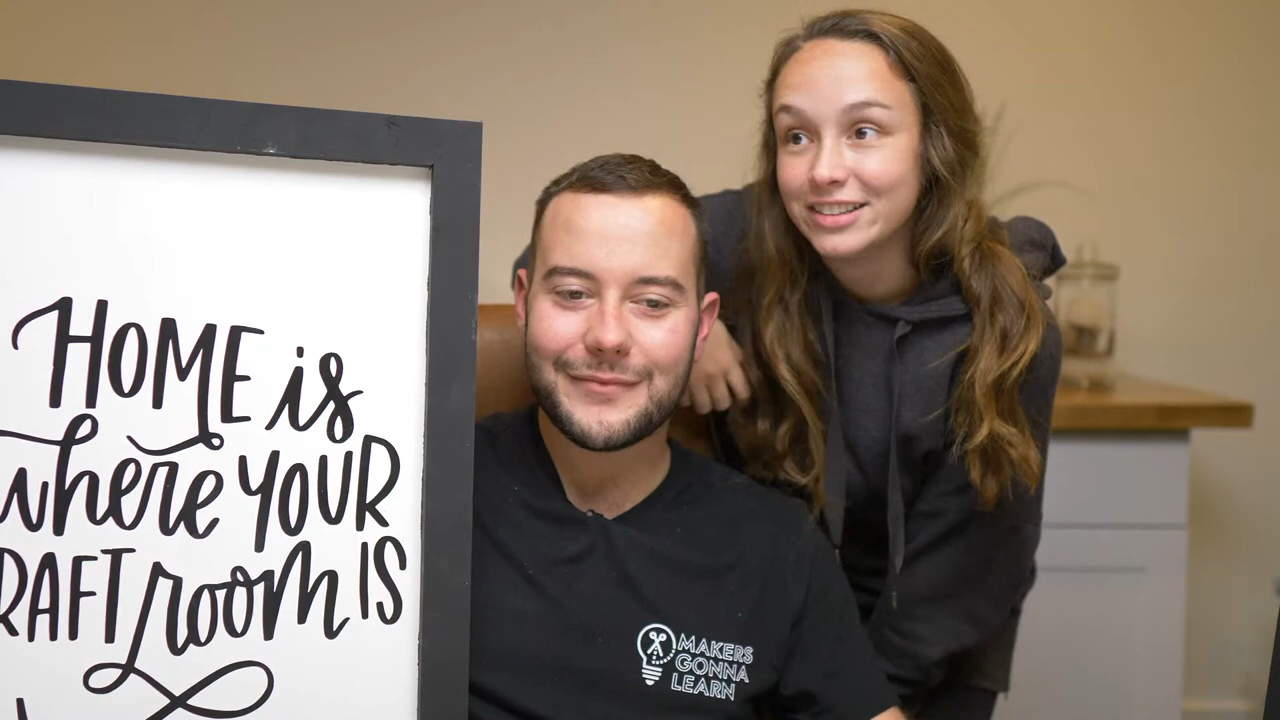 HOME is
where YOUR
RAFT room IS
MAKERS
GONNA
LEARN